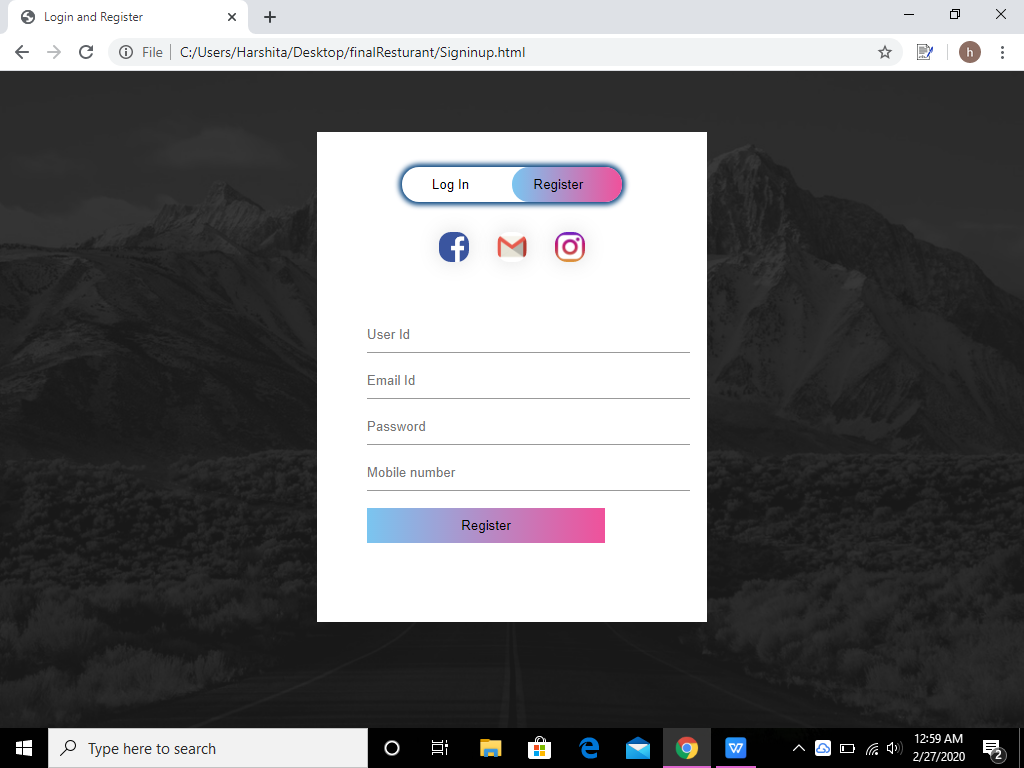 Login and Register
File
C:/Users/Harshita/Desktop/finalResturant/Signinup.html
h
Log In
Register
User Id
Email Id
Password
Mobile number
Register
Type here to search
12:59 AM
2/27/2020
2